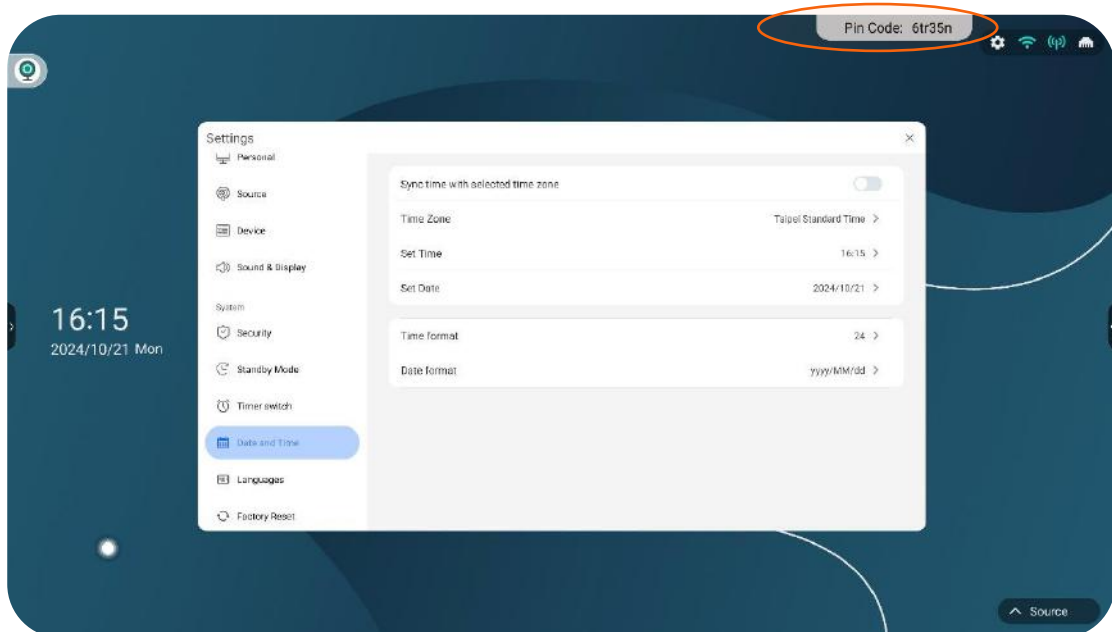 Pin Code: 6tr35n
Settings
Personal
Source
Device
Sound & Display
System
Security
Standby Mode
Timer switch
Date and Time
Languages
Factory Reset
Sync time with selected time zone
Time Zone Taipei Standard Time >
Set Time 16:15 >
Set Date 2024/10/21 >
Time format 24 >
Date format yyyy/MM/dd >
16:15
2024/10/21 Mon
Source